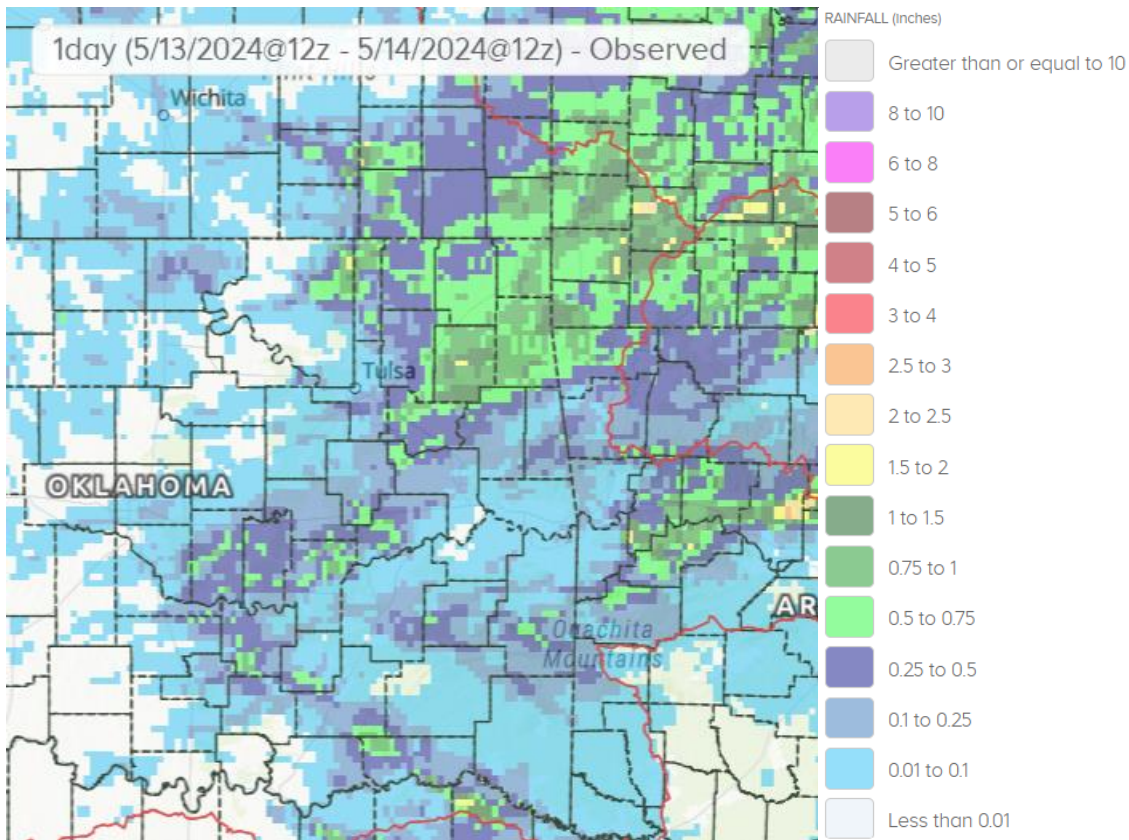 1day (5/13/2024@12z - 5/14/2024@12z) - Observed
Wichita
Tulsa
OKLAHOMA
AR
Ouachita
Mountains
RAINFALL (Inches)
Greater than or equal to 10
8 to 10
6 to 8
5 to 6
4 to 5
3 to 4
2.5 to 3
2 to 2.5
1.5 to 2
1 to 1.5
0.75 to 1
0.5 to 0.75
0.25 to 0.5
0.1 to 0.25
0.01 to 0.1
Less than 0.01